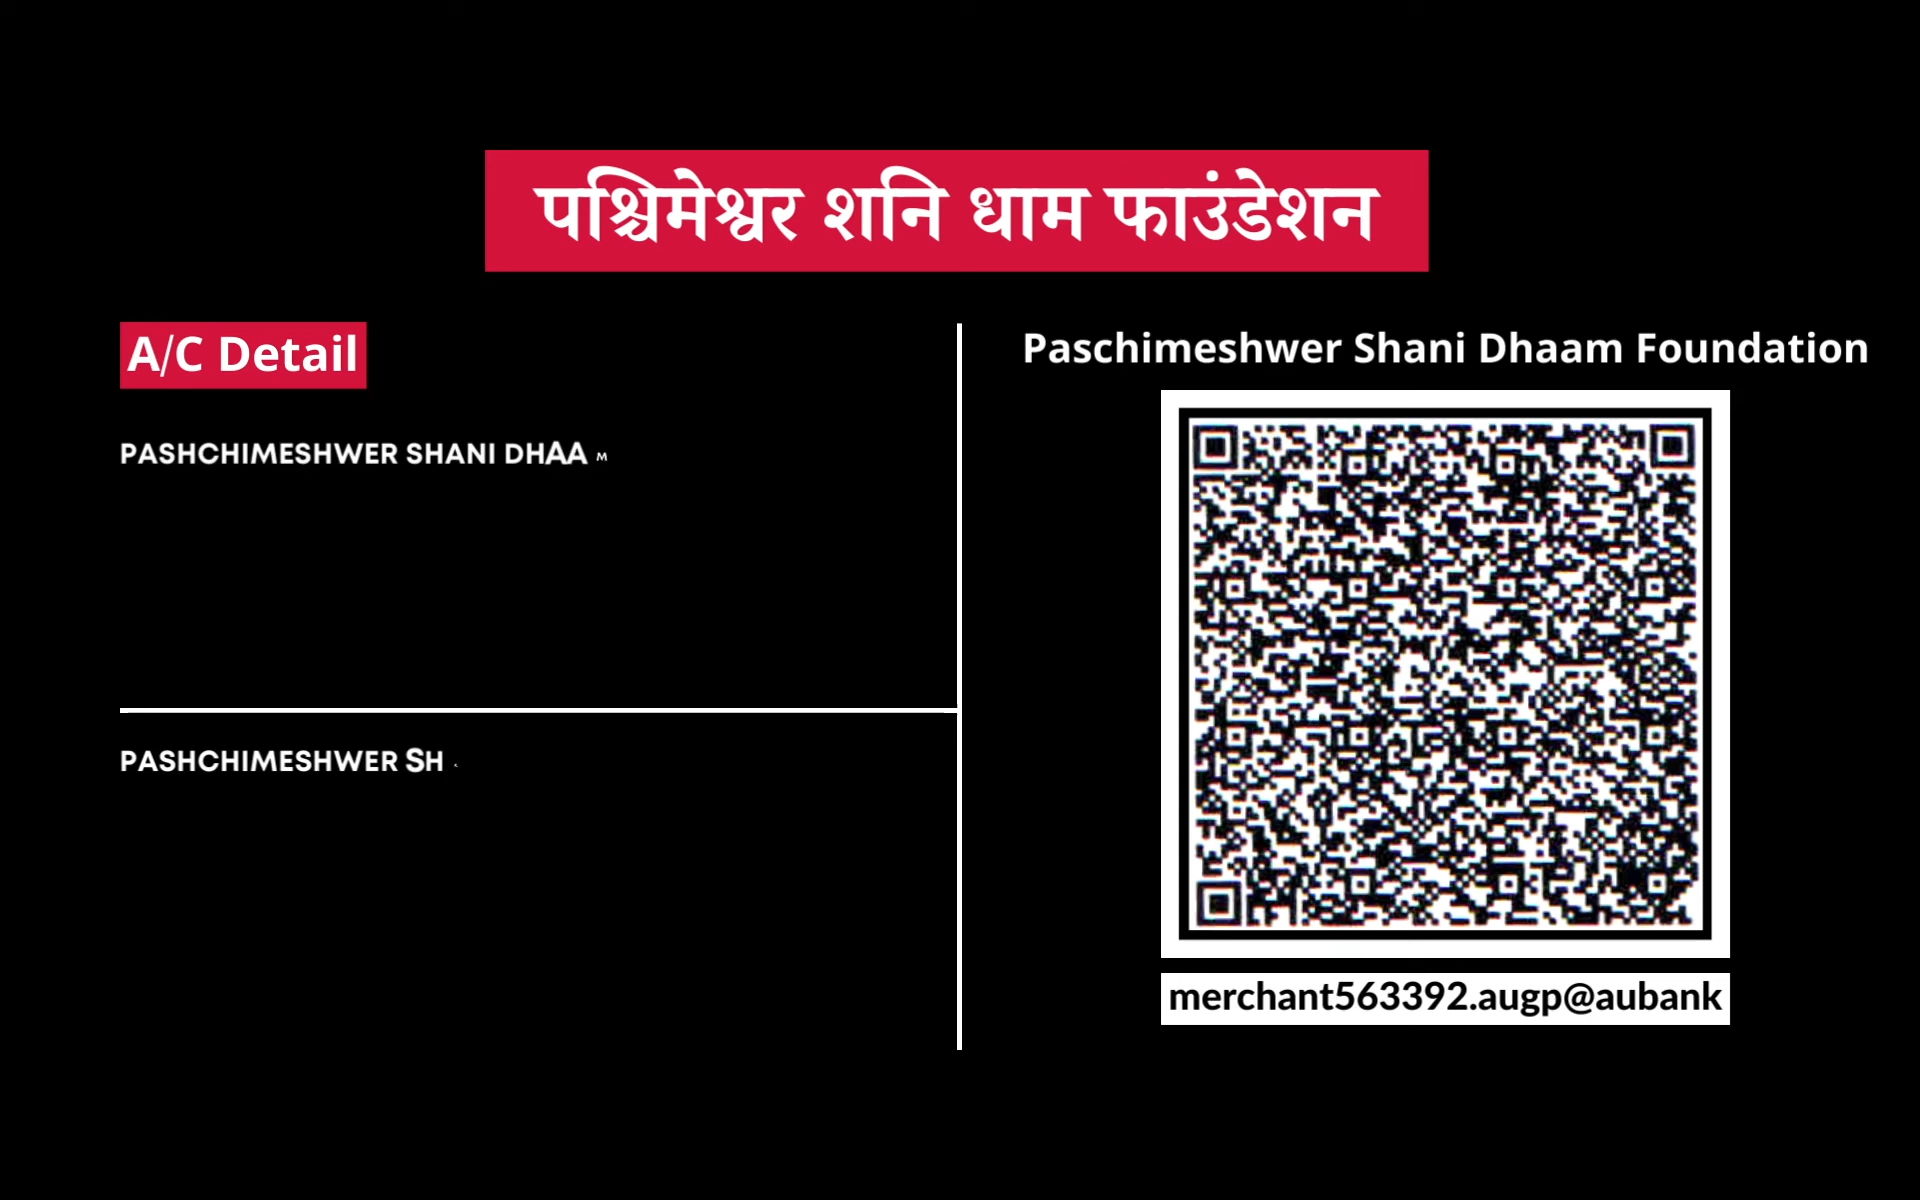 पश्चिमेश्वर शनि धाम फाउंडेशन
A/C Detail
PASHCHIMESHWER SHANI DHAA M
PASHCHIMESHWER SH
Paschimeshwer Shani Dhaam Foundation
merchant563392.augp@aubank